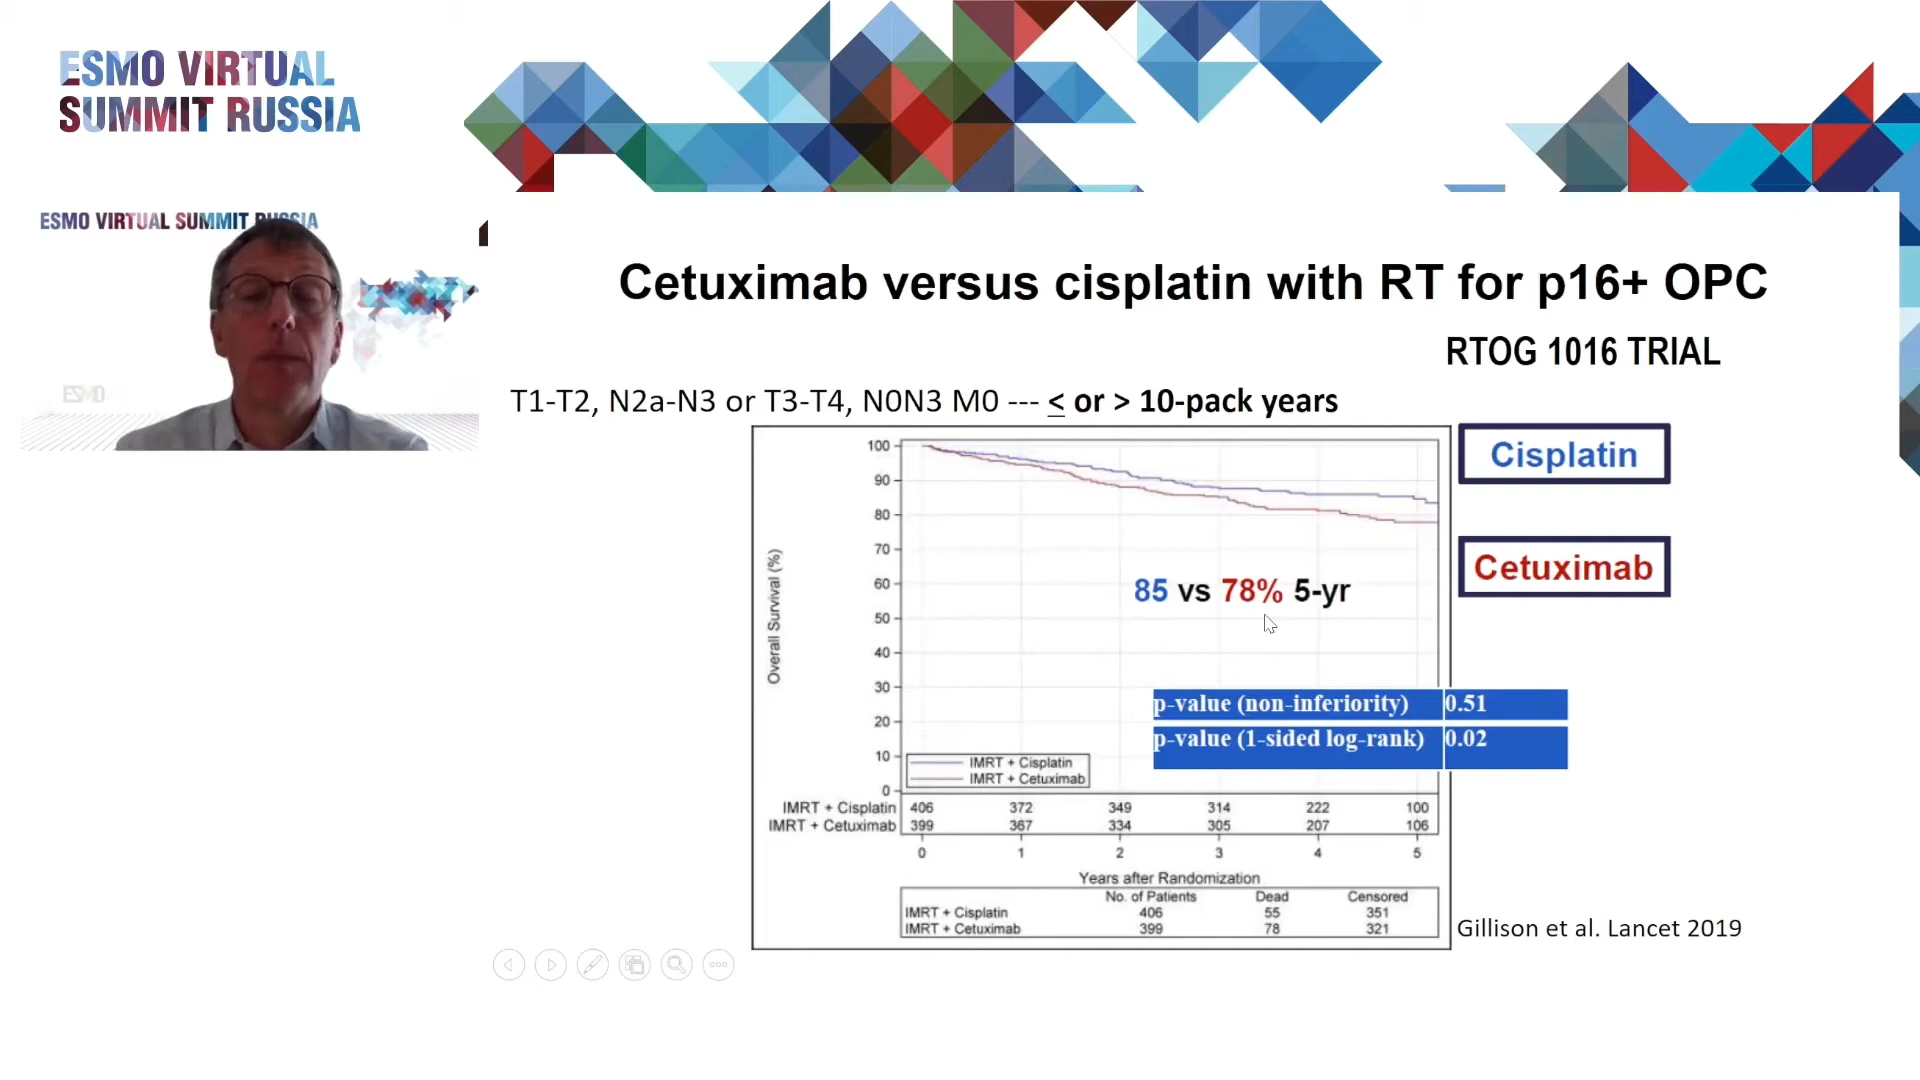 ESMO VIRTUAL
SUMMIT RUSSIA
ESMO VIRTUAL SUMMIT RUSSIA
ESMO
Cetuximab versus cisplatin with RT for p16+ OPC
RTOG 1016 TRIAL
T1-T2, N2a-N3 or T3-T4, N0N3 M0 --- < or > 10-pack years
Cisplatin
Cetuximab
Overall Survival (%)
100
90
80
70
60
50
40
30
20
10
0
85 vs 78% 5-yr
p-value (non-inferiority) 0.51
p-value (1-sided log-rank) 0.02
IMRT + Cisplatin
IMRT + Cetuximab
IMRT + Cisplatin 406 372 349 314 222 100
IMRT + Cetuximab 399 367 334 305 207 106
0 1 2 3 4 5
Years after Randomization
No. of Patients Dead Censored
IMRT + Cisplatin 406 55 351
IMRT + Cetuximab 399 78 321
Gillison et al. Lancet 2019